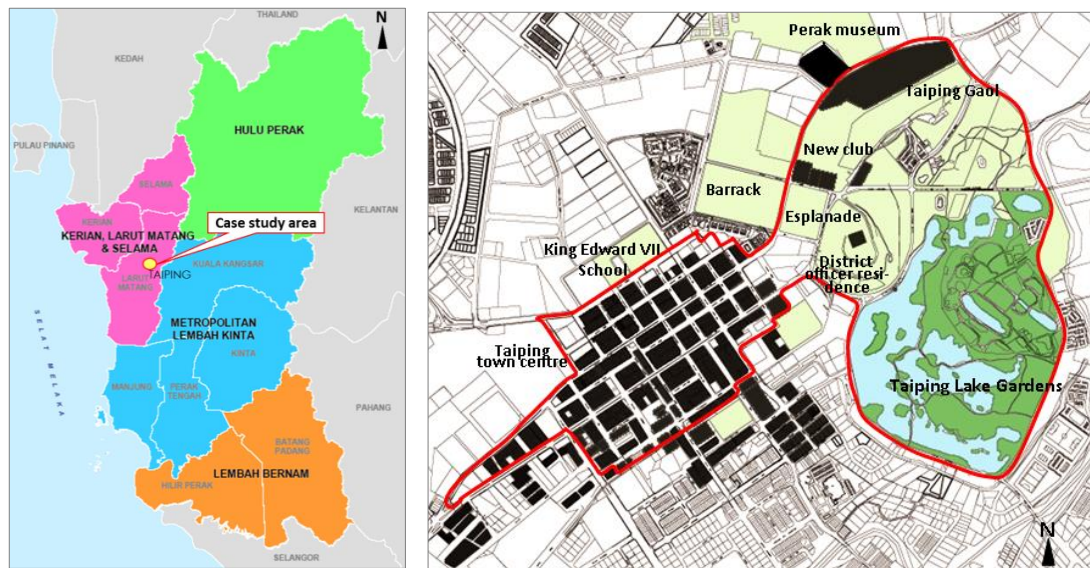 THAILAND
N
KEDAH
HULU PERAK
PULAU PINANG
SELAMA
KELANTAN
Case study area
KERIAN
KERIAN, LARUT MATANG
& SELAMA
TAIPING
KUALA KANGSAR
LARUT
MATANG
METROPOLITAN
LEMBAH KINTA
KINTA
SELAT MELAKA
MANJUNG
PERAK
TENGAH
PAHANG
BATANG
PADANG
LEMBAH BERNAM
HILIR PERAK
SELANGOR
Perak museum
Taiping Gaol
New club
Barrack
Esplanade
King Edward VII
School
District
officer resi-
dence
Taiping
town centre
Taiping Lake Gardens
N